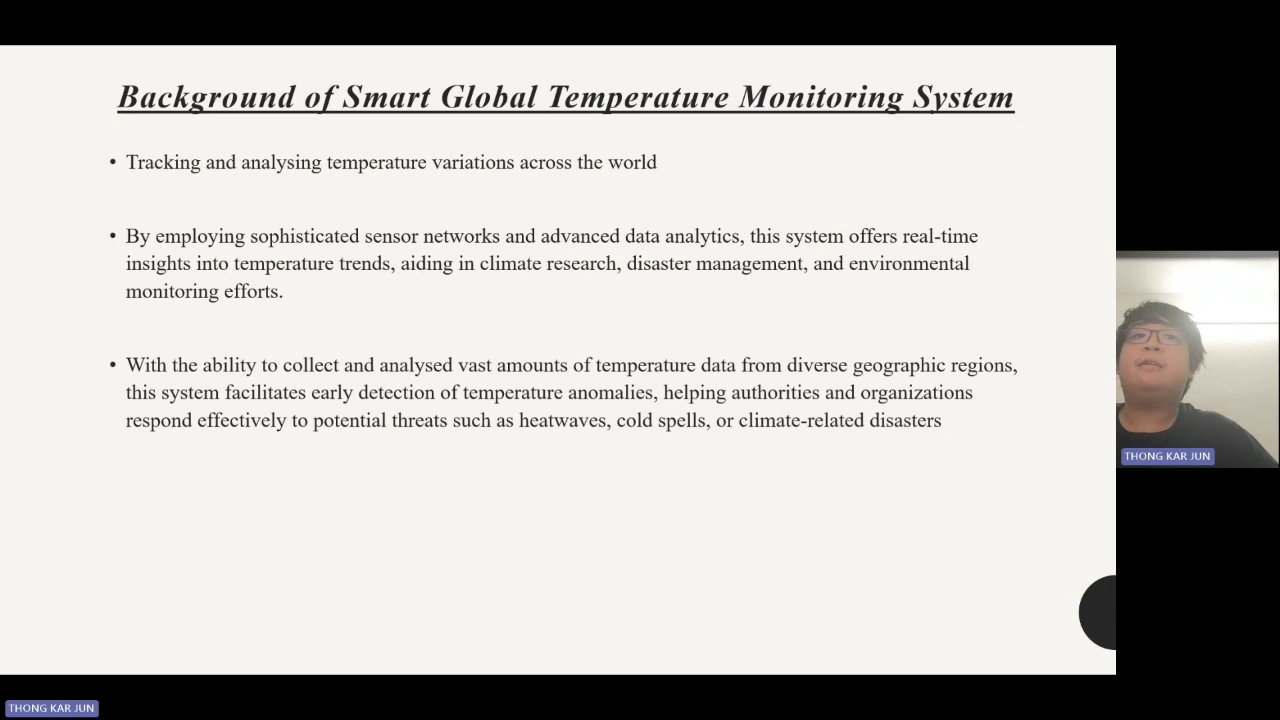 Background of Smart Global Temperature Monitoring System
• Tracking and analysing temperature variations across the world
• By employing sophisticated sensor networks and advanced data analytics, this system offers real-time
insights into temperature trends, aiding in climate research, disaster management, and environmental
monitoring efforts.
• With the ability to collect and analysed vast amounts of temperature data from diverse geographic regions,
this system facilitates early detection of temperature anomalies, helping authorities and organizations
respond effectively to potential threats such as heatwaves, cold spells, or climate-related disasters
THONG KAR JUN
THONG KAR JUN